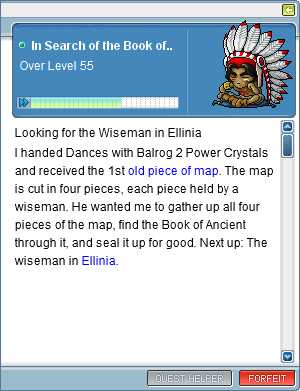 In Search of the Book of..
Over Level 55
Looking for the Wiseman in Ellinia
I handed Dances with Balrog 2 Power Crystals
and received the 1st old piece of map. The map
is cut in four pieces, each piece held by a
wiseman. He wanted me to gather up all four
pieces of the map, find the Book of Ancient
through it, and seal it up for good. Next up: The
wiseman in Ellinia.
QUEST HELPER FORFEIT